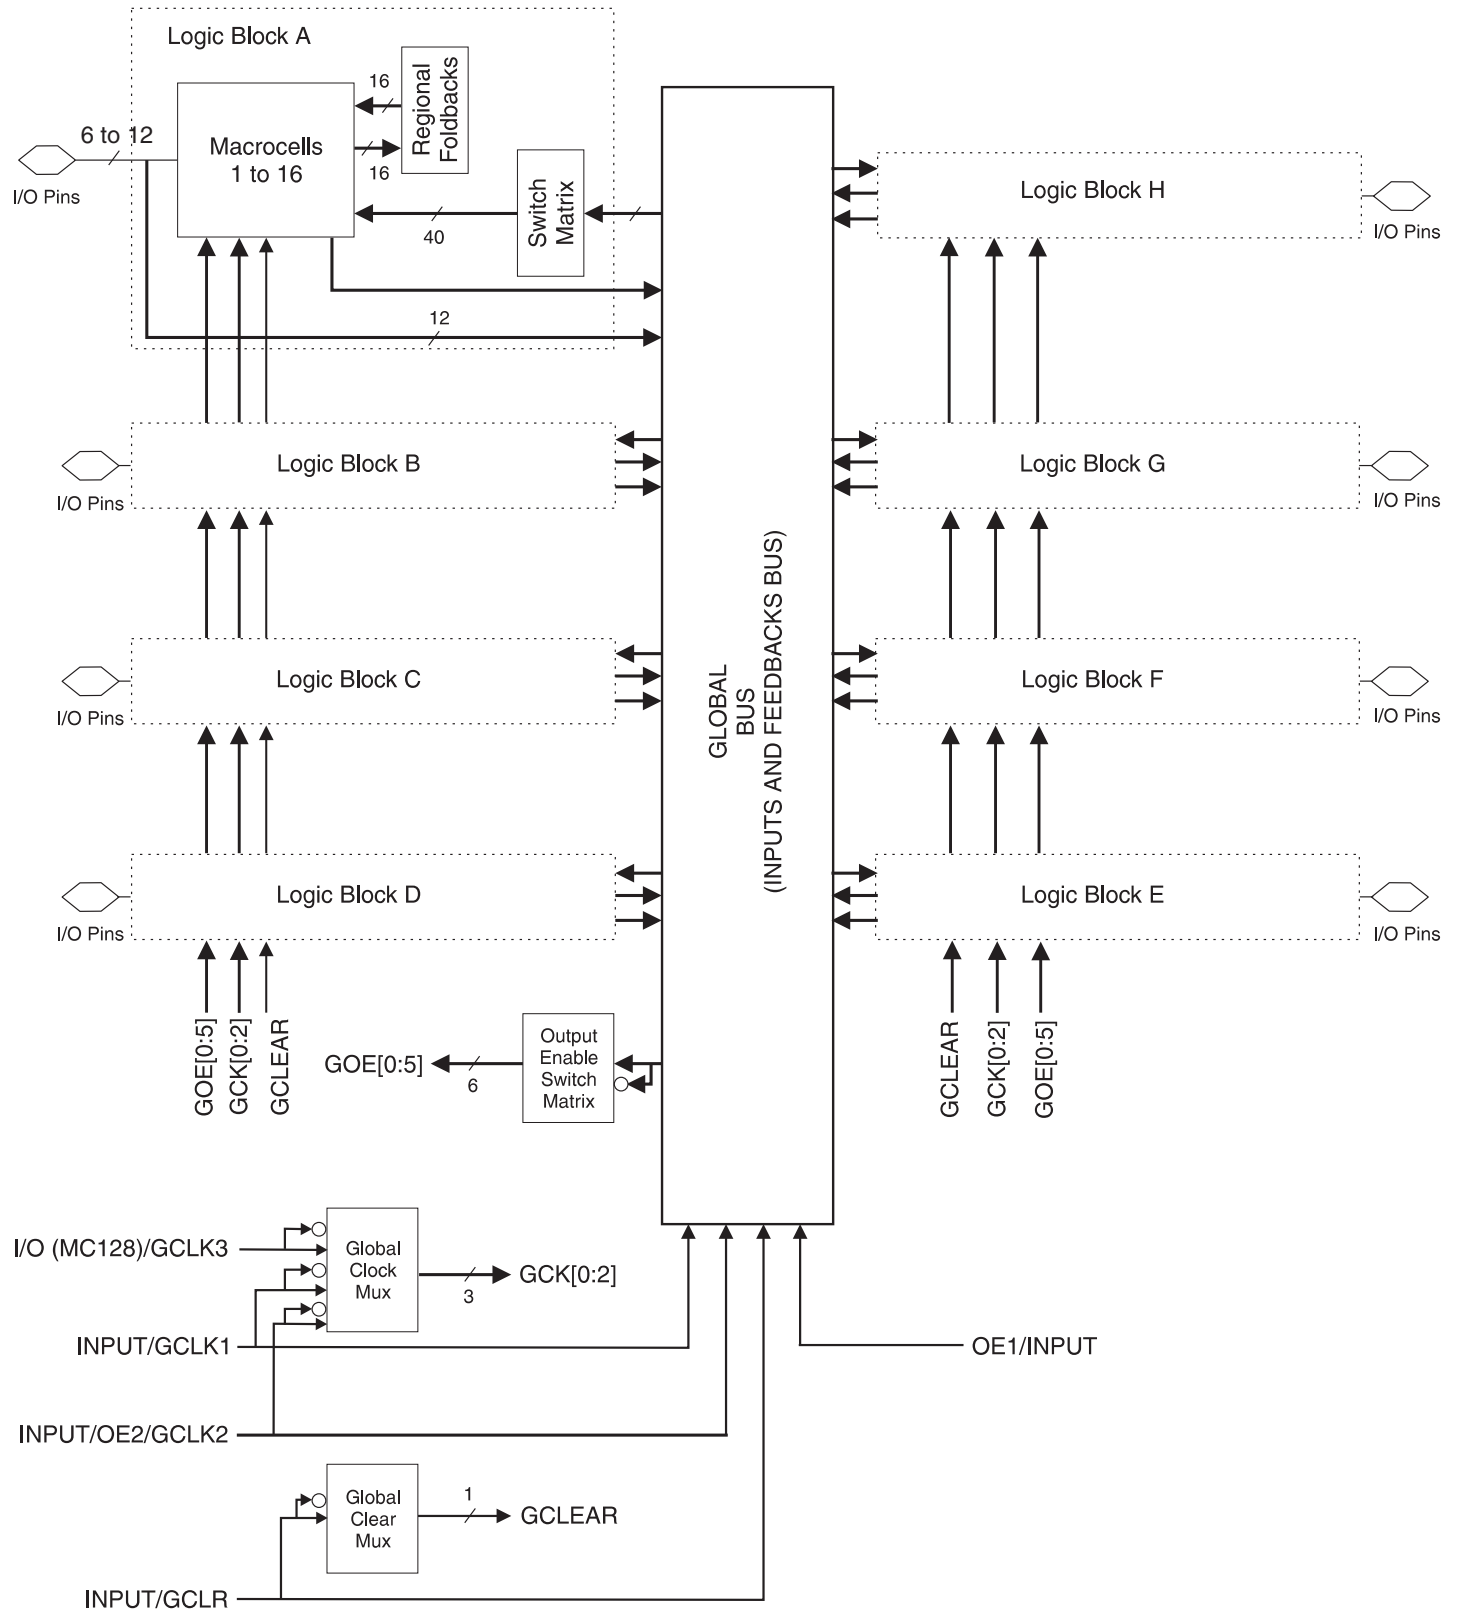 Logic Block A
16
Regional
Foldbacks
6 to 12
Macrocells
1 to 16
16
I/O Pins
Switch
Matrix
40
12
Logic Block H
I/O Pins
Logic Block B
I/O Pins
Logic Block G
I/O Pins
GLOBAL
BUS
(INPUTS AND FEEDBACKS BUS)
Logic Block C
I/O Pins
Logic Block F
I/O Pins
Logic Block D
I/O Pins
Logic Block E
I/O Pins
GOE[0:5]
GCK[0:2]
GCLEAR
GCLEAR
GCK[0:2]
GOE[0:5]
GOE[0:5]
6
Output
Enable
Switch
Matrix
I/O (MC128)/GCLK3
Global
Clock
Mux
3
GCK[0:2]
INPUT/GCLK1
OE1/INPUT
INPUT/OE2/GCLK2
Global
Clear
Mux
1
GCLEAR
INPUT/GCLR